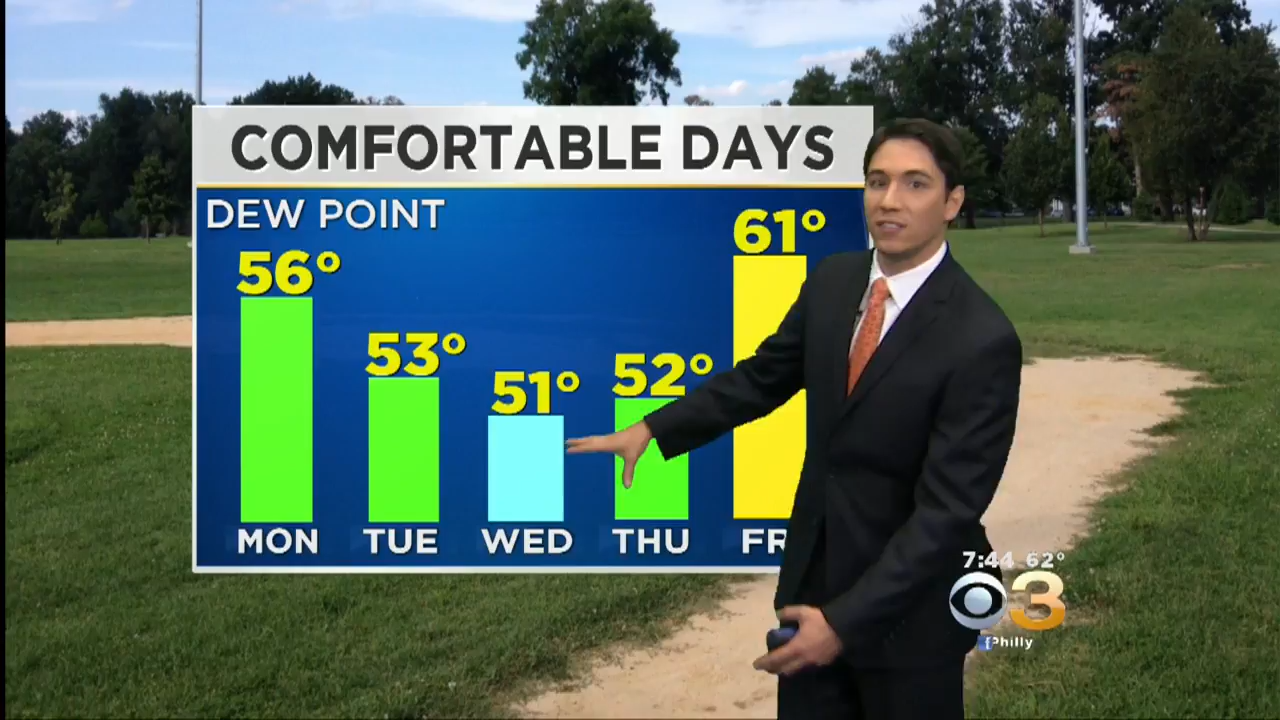 COMFORTABLE DAYS
DEW POINT
56° 53° 51° 52° 61°
MON TUE WED THU FR
7:44 62°
3
f Philly